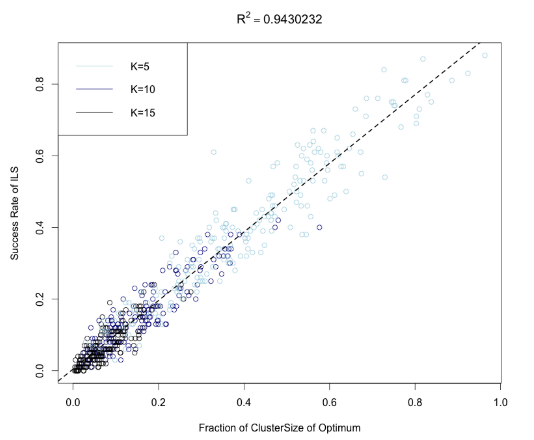 R² = 0.9430232
K=5
K=10
K=15
Success Rate of ILS
0.8
0.6
0.4
0.2
0.0
0.0 0.2 0.4 0.6 0.8 1.0
Fraction of ClusterSize of Optimum